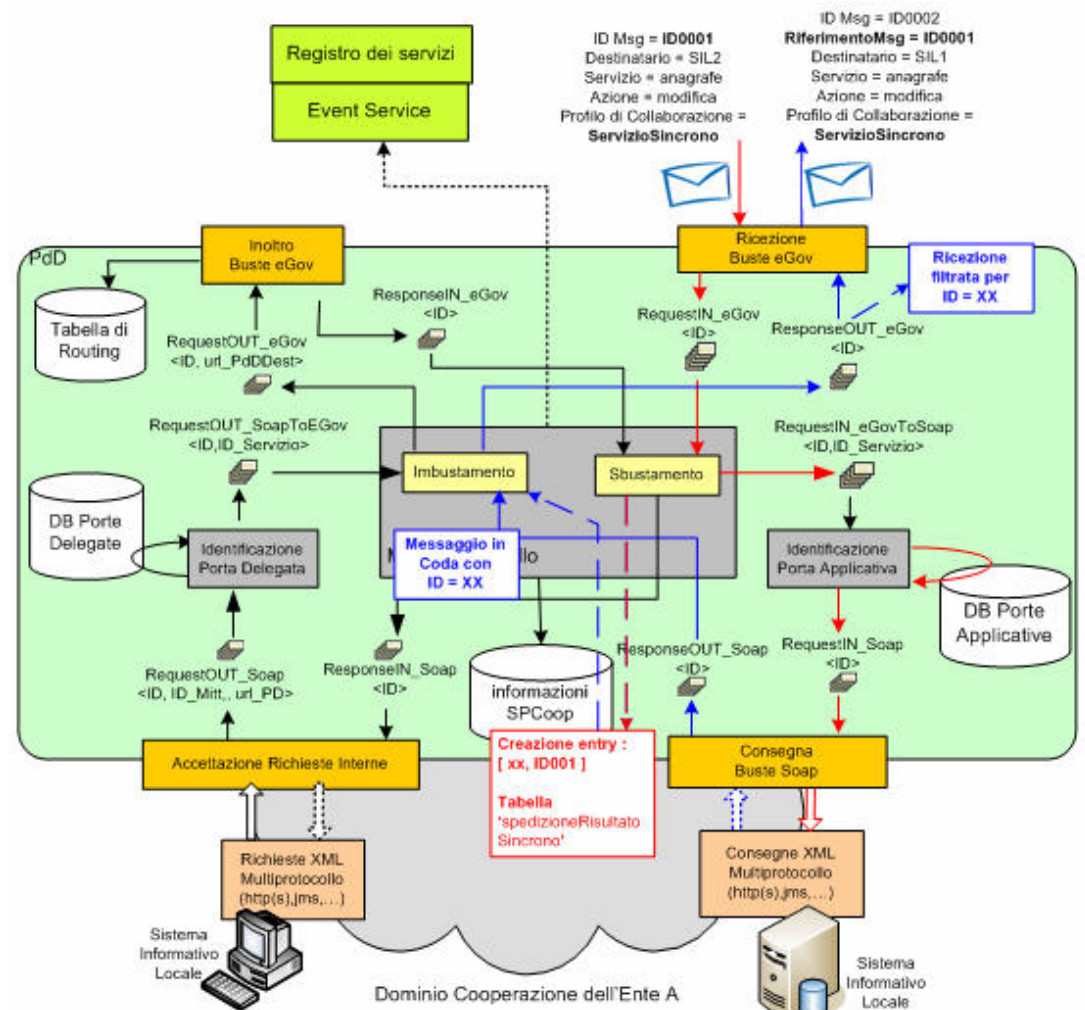 Registro dei servizi
Event Service
ID Msg = ID0001
Destinatario = SIL2
Servizio = anagrafe
Azione = modifica
Profilo di Collaborazione =
ServizioSincrono
ID Msg = ID0002
RiferimentoMsg = ID0001
Destinatario = SIL1
Servizio = anagrafe
Azione = modifica
Profilo di Collaborazione =
ServizioSincrono
PdD
Inoltro
Buste eGov
Ricezione
Buste eGov
Ricezione
filtrata per
ID = XX
Tabella di
Routing
ResponseIN_eGov
<ID>
RequestOUT_eGov
<ID, url_PdDDest>
RequestIN_eGov
<ID>
ResponseOUT_eGov
<ID>
RequestOUT_SoapToEGov
<ID,ID_Servizio>
RequestIN_eGovToSoap
<ID,ID_Servizio>
Imbustamento
Sbustamento
DB Porte
Delegate
Identificazione
Porta Delegata
Messaggio in
Coda con
ID = XX
M
llo
Identificazione
Porta Applicativa
DB Porte
Applicative
RequestOUT_Soap
<ID, ID_Mitt,, url_PD>
ResponseIN_Soap
<ID>
informazioni
SPCoop
ResponseOUT_Soap
<ID>
RequestIN_Soap
<ID>
Accettazione Richieste Interne
Creazione entry :
[ xx, ID001 ]
Tabella
'spedizioneRisultato
Sincrono'
Consegna
Buste Soap
Richieste XML
Multiprotocollo
(http(s),jms,...)
Consegne XML
Multiprotocollo
(http(s),jms,...)
Sistema
Informativo
Locale
Dominio Cooperazione dell'Ente A
Sistema
Informativo
Locale